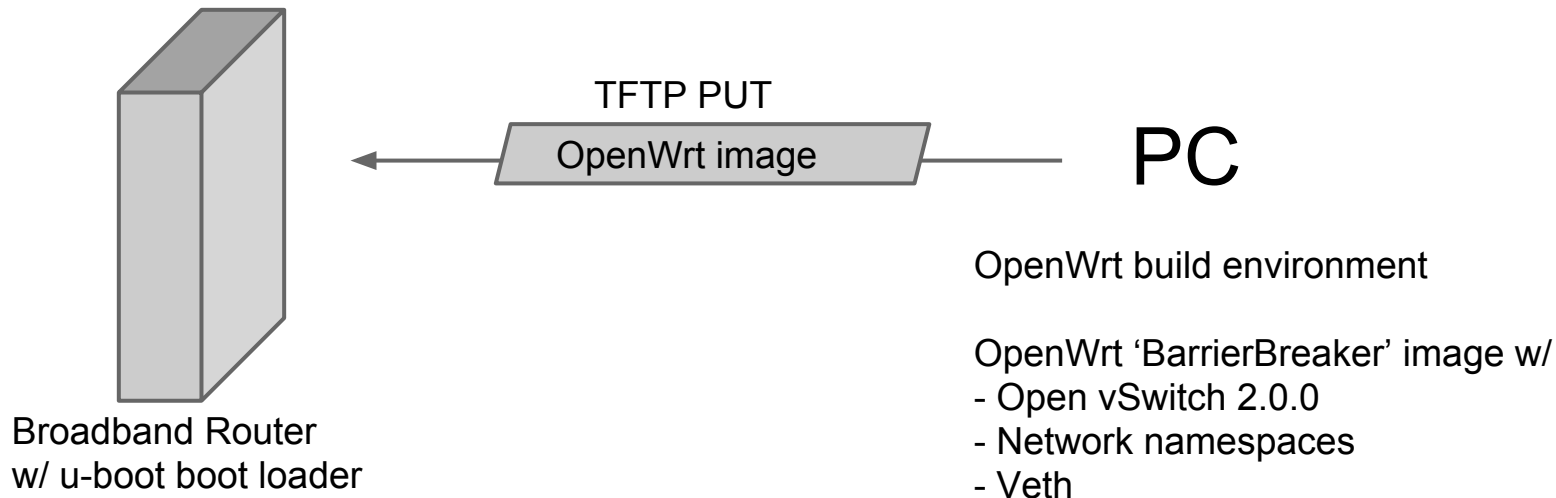 TFTP PUT
OpenWrt image
PC
OpenWrt build environment
OpenWrt ‘BarrierBreaker’ image w/
- Open vSwitch 2.0.0
- Network namespaces
- Veth
Broadband Router
w/ u-boot boot loader